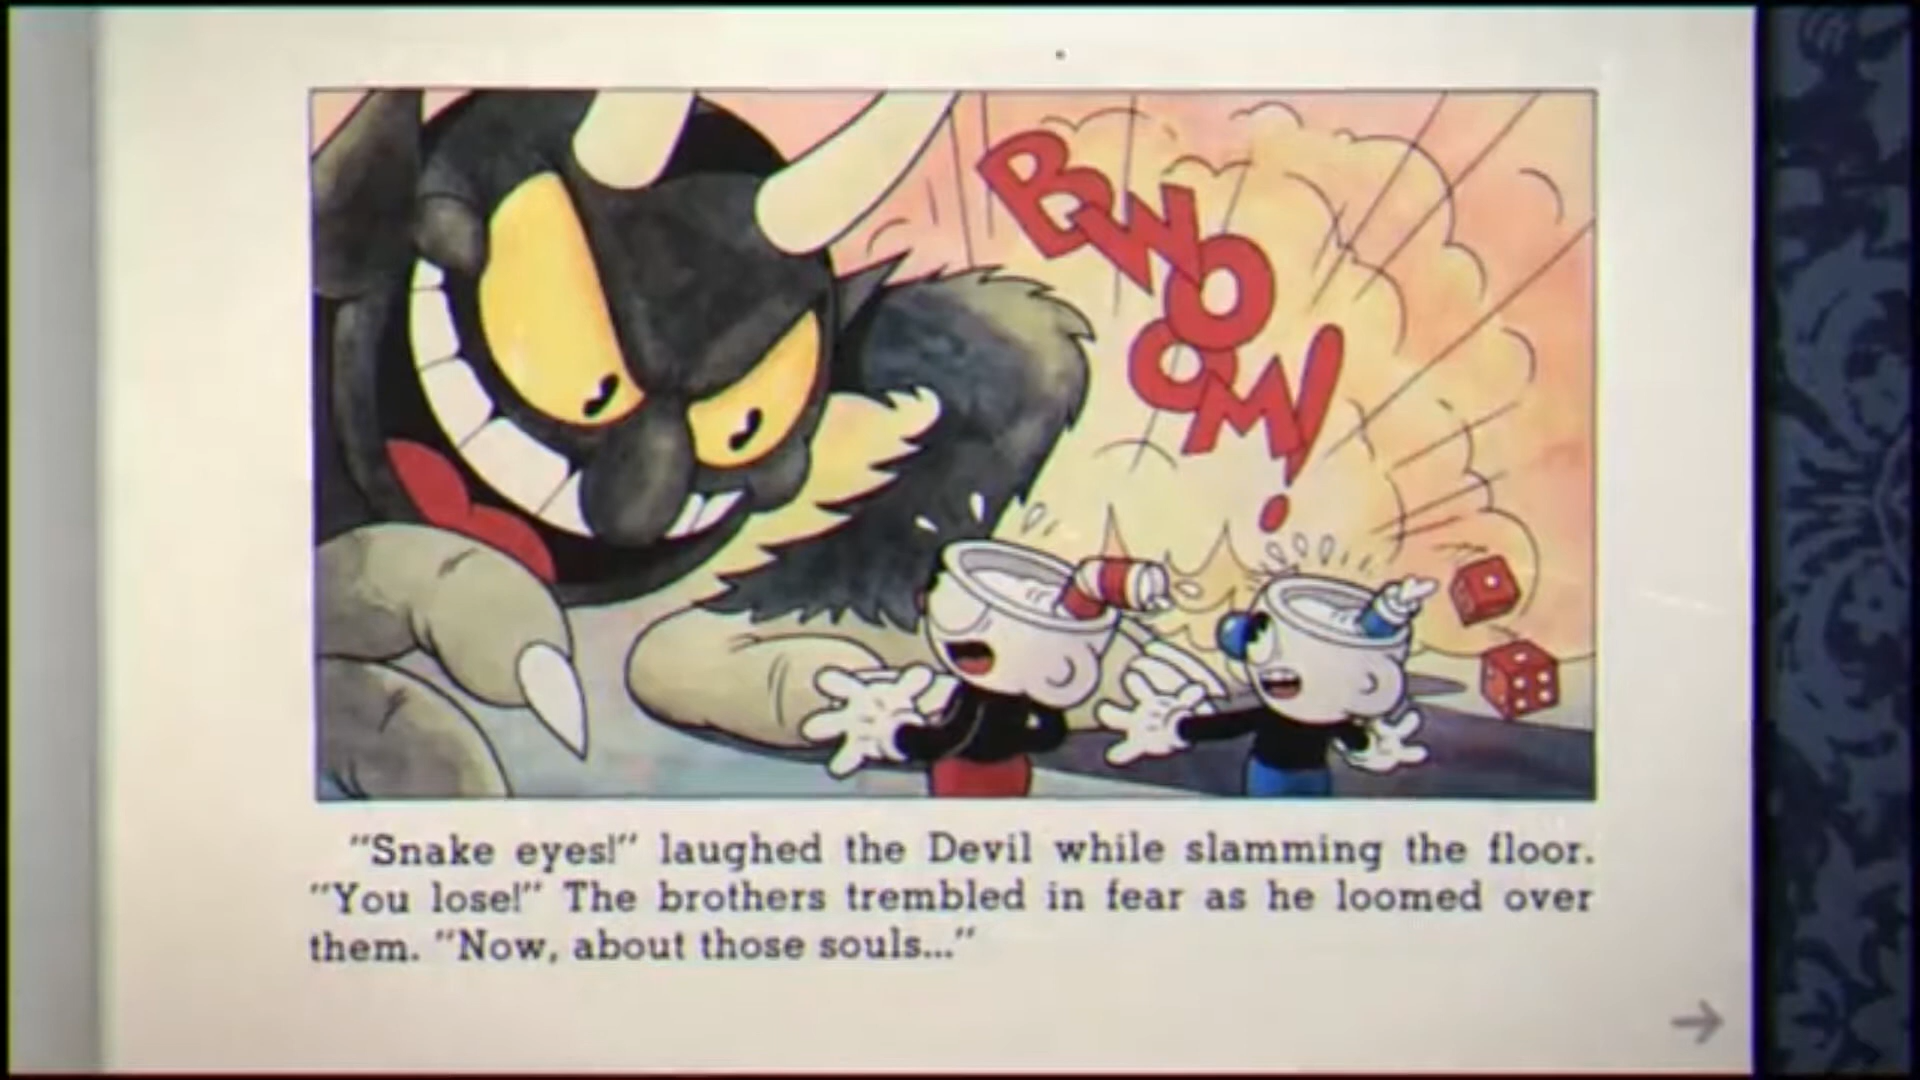 BWOOM!
"Snake eyes!" laughed the Devil while slamming the floor.
"You lose!" The brothers trembled in fear as he loomed over
them. "Now, about those souls..."